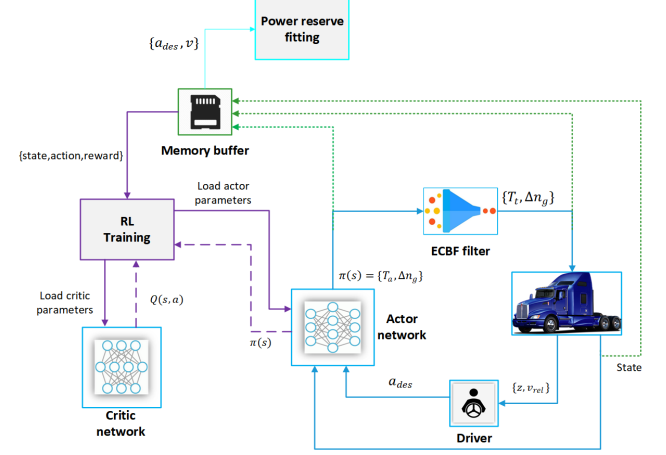 Power reserve
fitting
{a_des, v}
Memory buffer
{state,action,reward}
Load actor
parameters
{T_t, Δn_g}
RL
Training
ECBF filter
π(s) = {T_a, Δn_g}
Load critic
parameters
Q(s, a)
Actor
network
π(s)
State
a_des
{z, v_rel}
Critic
network
Driver